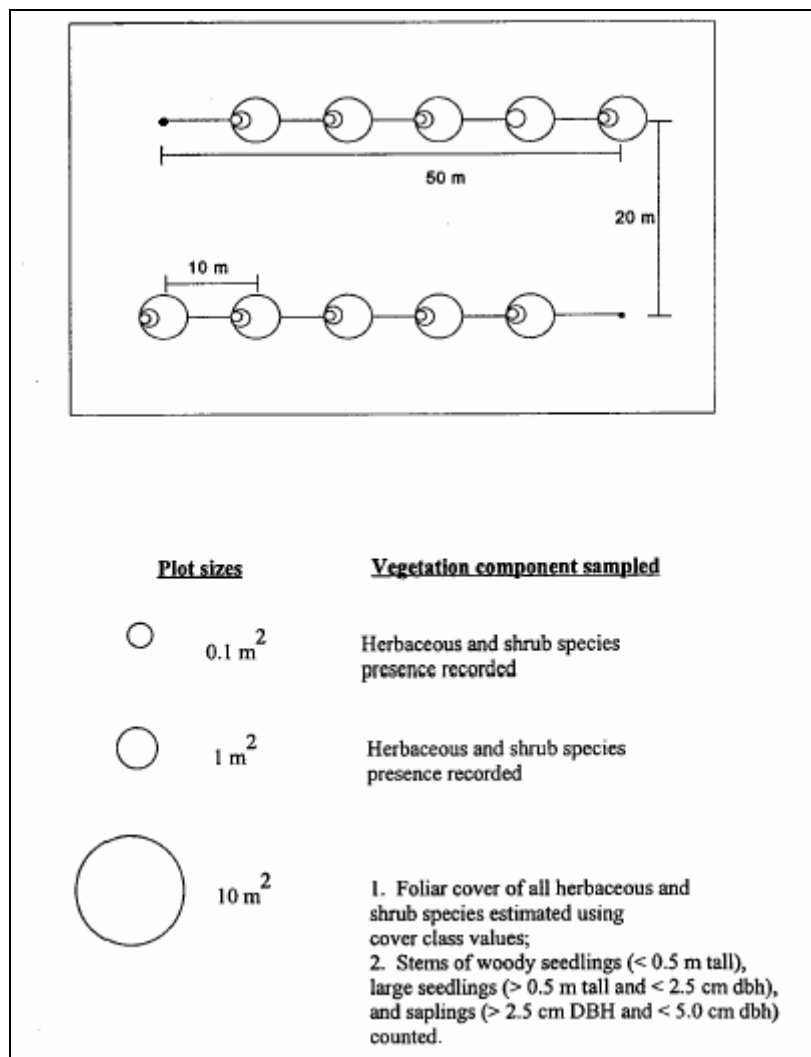 50 m
20 m
10 m
Plot sizes
Vegetation component sampled
0.1 m2
Herbaceous and shrub species
presence recorded
1 m2
Herbaceous and shrub species
presence recorded
10 m2
1. Foliar cover of all herbaceous and
shrub species estimated using
cover class values;
2. Stems of woody seedlings (< 0.5 m tall),
large seedlings (> 0.5 m tall and < 2.5 cm dbh),
and saplings (> 2.5 cm DBH and < 5.0 cm dbh)
counted.